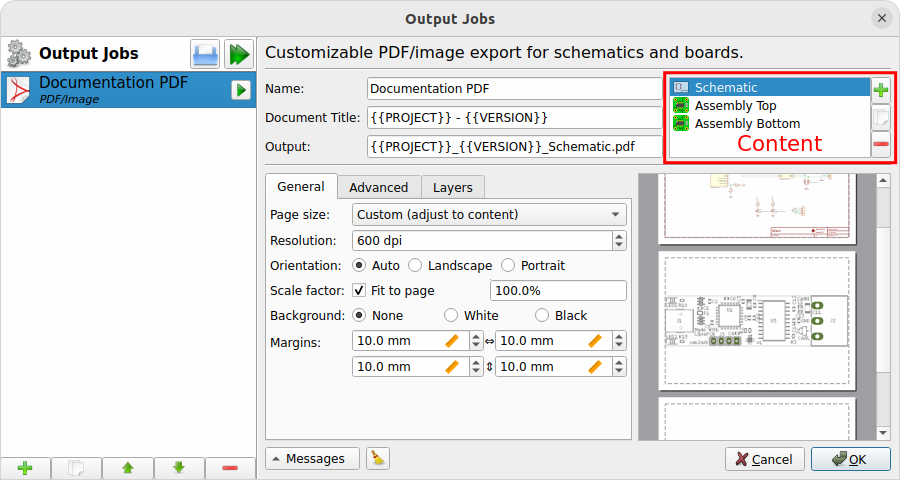 Output Jobs
Output Jobs
Documentation PDF
PDF/Image
Customizable PDF/image export for schematics and boards.
Name: Documentation PDF
Document Title: {{PROJECT}} - {{VERSION}}
Output: {{PROJECT}}_{{VERSION}}_Schematic.pdf
Schematic
Assembly Top
Assembly Bottom
Content
General Advanced Layers
Page size: Custom (adjust to content)
Resolution: 600 dpi
Orientation: Auto Landscape Portrait
Scale factor: Fit to page 100.0%
Background: None White Black
Margins: 10.0 mm 10.0 mm
10.0 mm 10.0 mm
Messages
Cancel OK